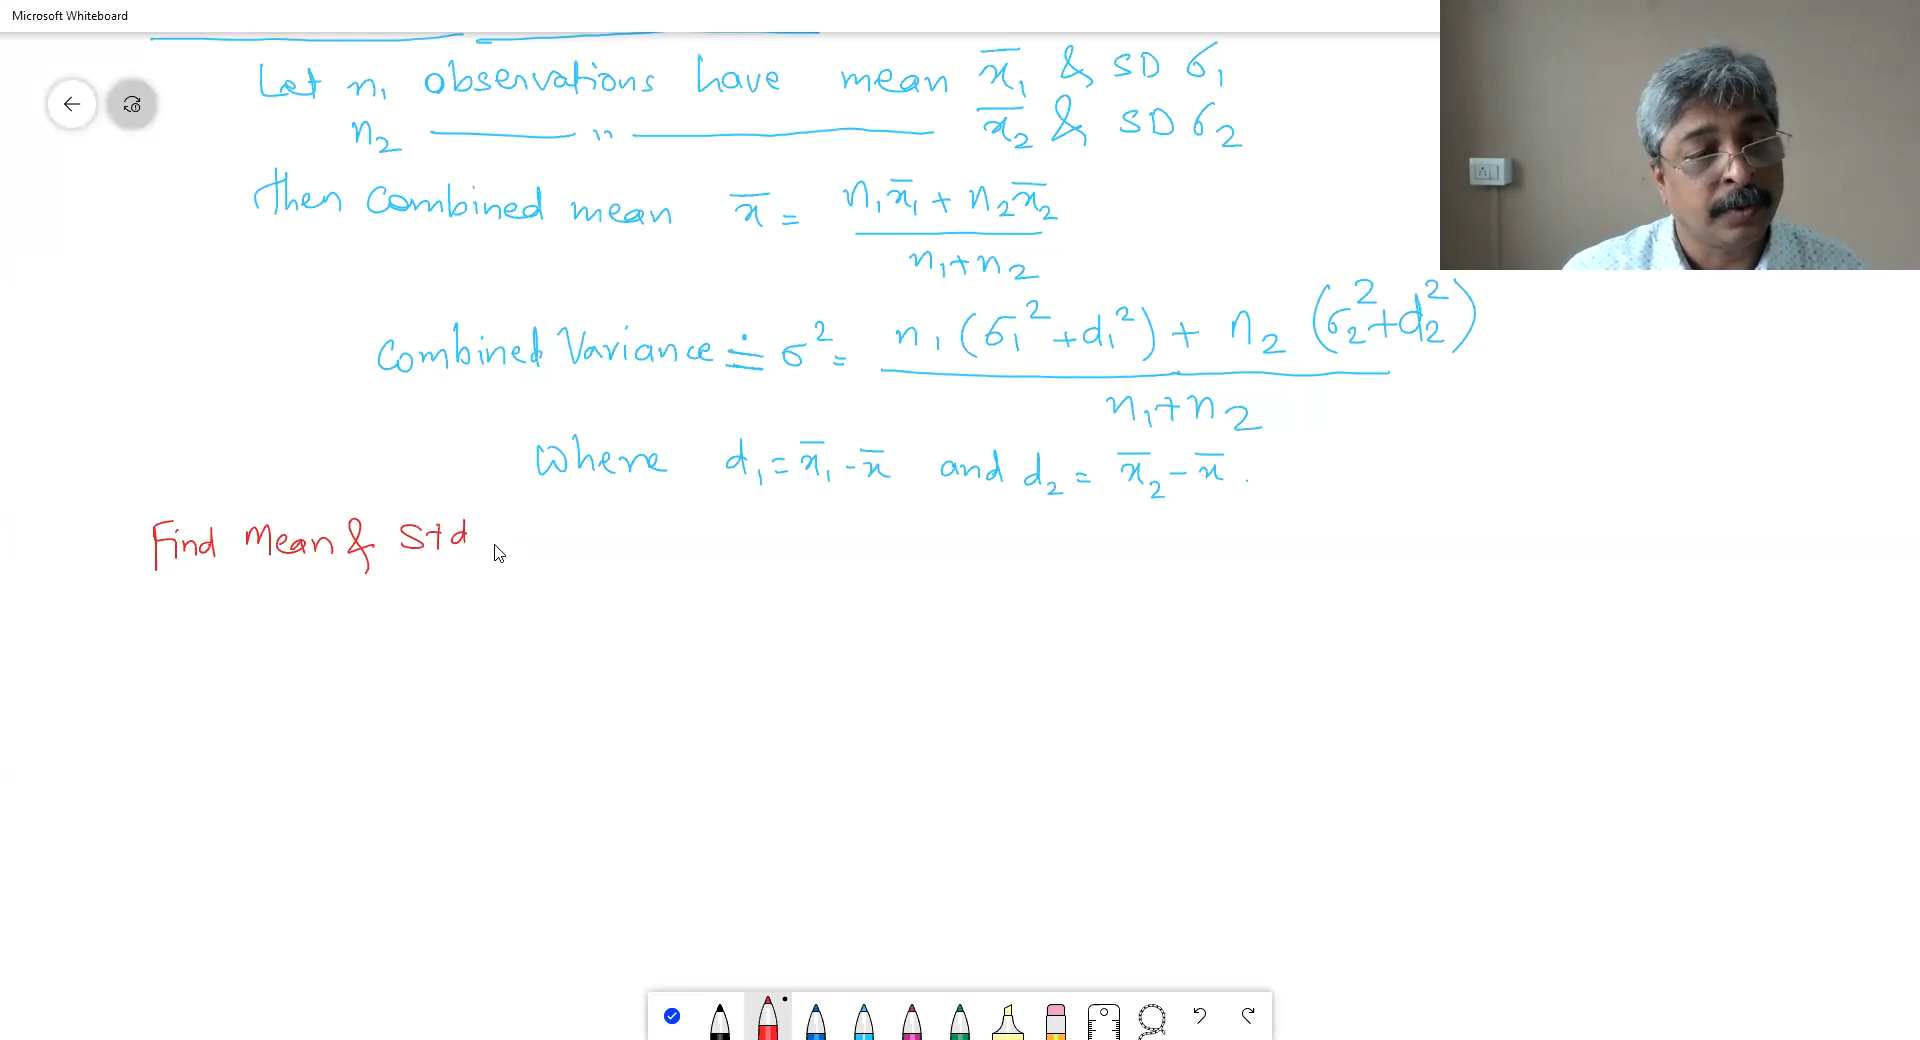 Microsoft Whiteboard
Let n₁ observations have mean x̄₁ & SD σ₁
n₂ ——— " ——— x̄₂ & SD σ₂
then combined mean x̄ = (n₁x̄₁ + n₂x̄₂) / (n₁+n₂)
Combined Variance ≐ σ² = (n₁(σ₁²+d₁²) + n₂(σ₂²+d₂²)) / (n₁+n₂)
where d₁ = x̄₁ - x̄ and d₂ = x̄₂ - x̄ .
Find Mean & Std